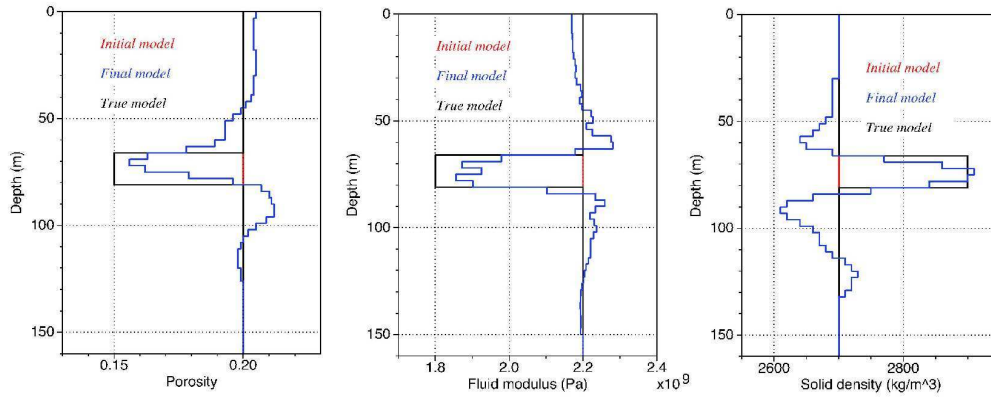 0
50
100
150
Depth (m)
Initial model
Final model
True model
0.15
0.20
Porosity
0
50
100
150
Depth (m)
Initial model
Final model
True model
1.8
2.0
2.2
2.4
Fluid modulus (Pa)
x10^9
0
50
100
150
Depth (m)
Initial model
Final model
True model
2600
2800
Solid density (kg/m^3)